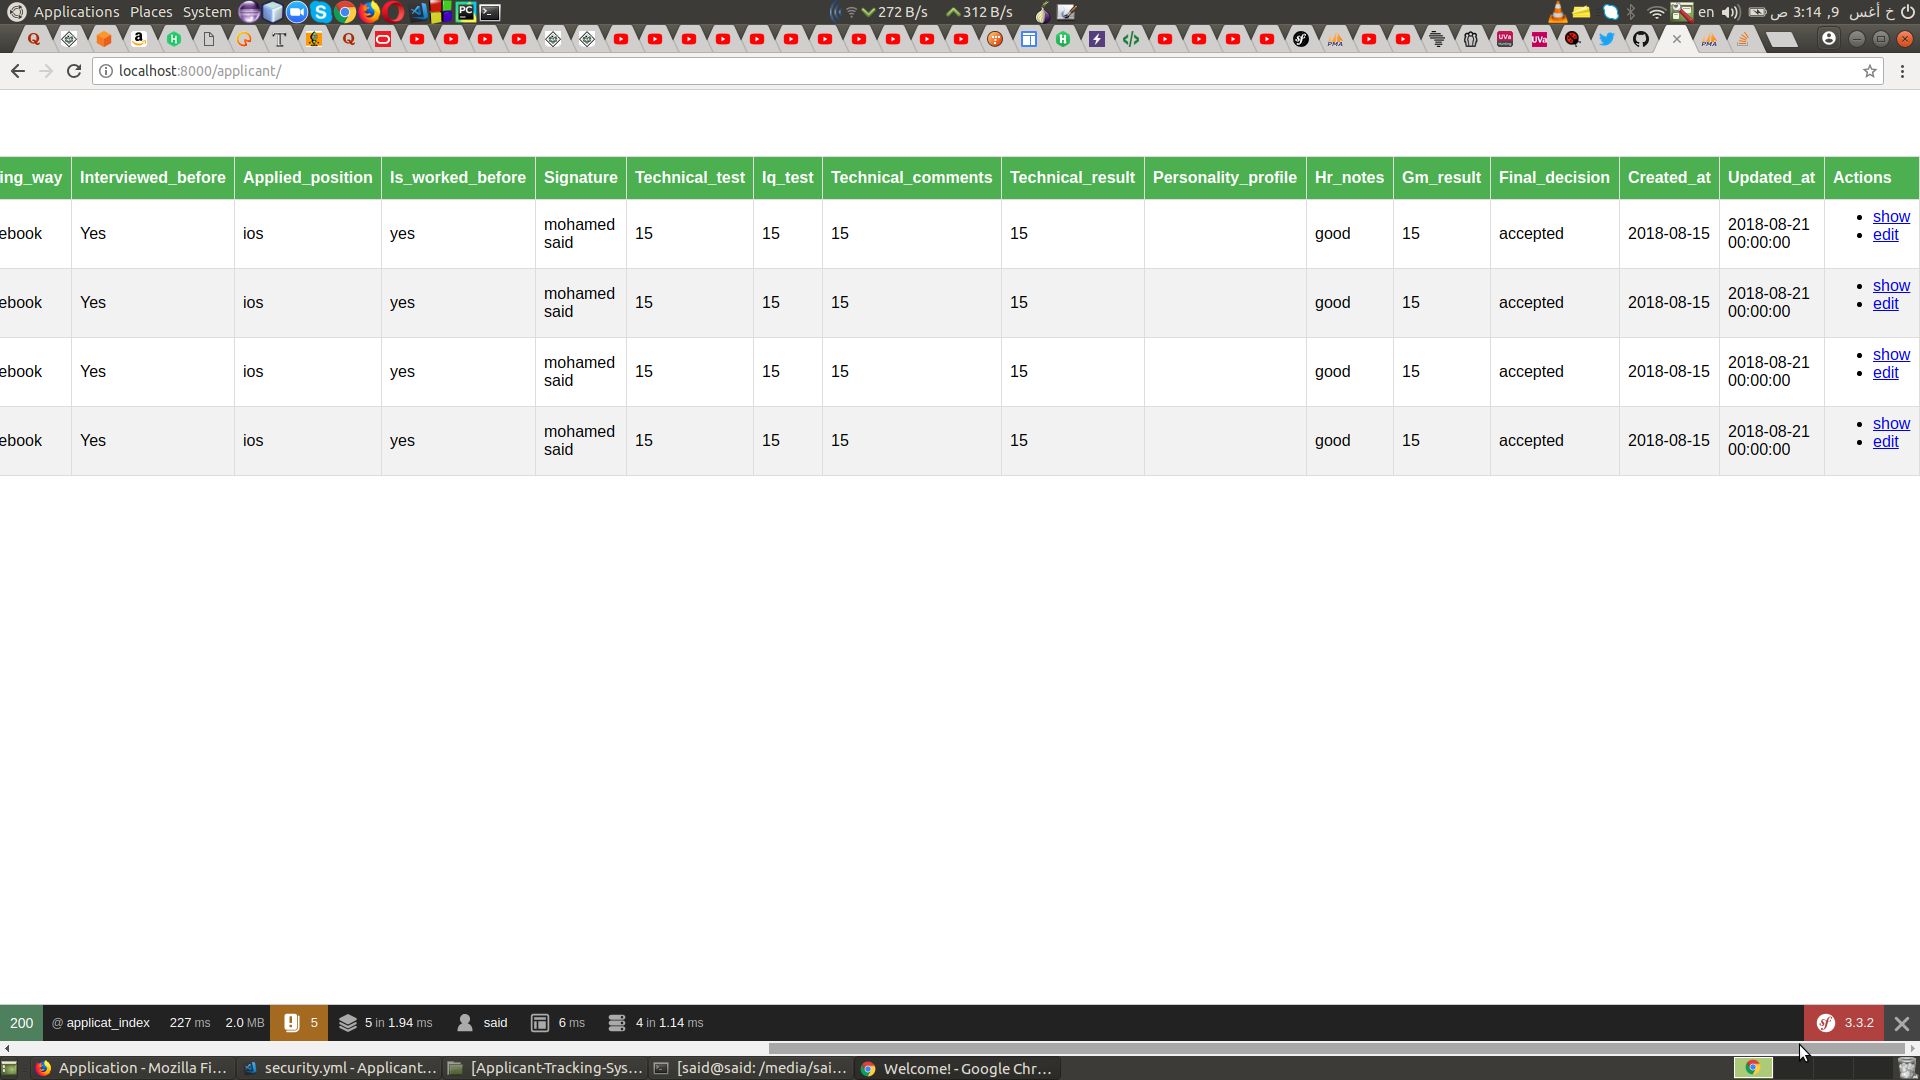 Applications Places System 272 B/s 312 B/s en خ أغس 9, 3:14 ص
localhost:8000/applicant/
ing_way Interviewed_before Applied_position Is_worked_before Signature Technical_test Iq_test Technical_comments Technical_result Personality_profile Hr_notes Gm_result Final_decision Created_at Updated_at Actions
ebook Yes ios yes mohamed said 15 15 15 15 good 15 accepted 2018-08-15 2018-08-21 00:00:00 show edit
ebook Yes ios yes mohamed said 15 15 15 15 good 15 accepted 2018-08-15 2018-08-21 00:00:00 show edit
ebook Yes ios yes mohamed said 15 15 15 15 good 15 accepted 2018-08-15 2018-08-21 00:00:00 show edit
ebook Yes ios yes mohamed said 15 15 15 15 good 15 accepted 2018-08-15 2018-08-21 00:00:00 show edit
200 @ applicat_index 227 ms 2.0 MB 5 5 in 1.94 ms said 6 ms 4 in 1.14 ms 3.3.2
Application - Mozilla Fi... security.yml - Applicant... [Applicant-Tracking-Sys... [said@said: /media/sai... Welcome! - Google Chr...